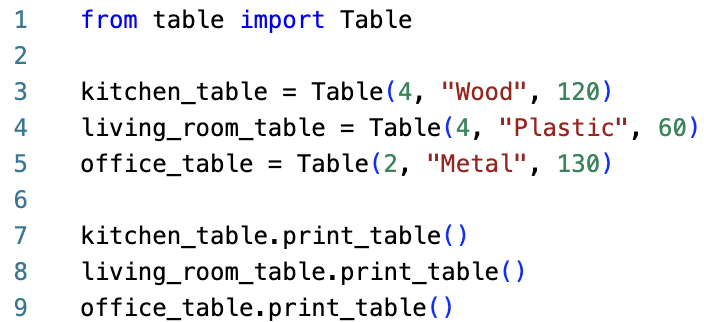 1 from table import Table
2
3 kitchen_table = Table(4, "Wood", 120)
4 living_room_table = Table(4, "Plastic", 60)
5 office_table = Table(2, "Metal", 130)
6
7 kitchen_table.print_table()
8 living_room_table.print_table()
9 office_table.print_table()